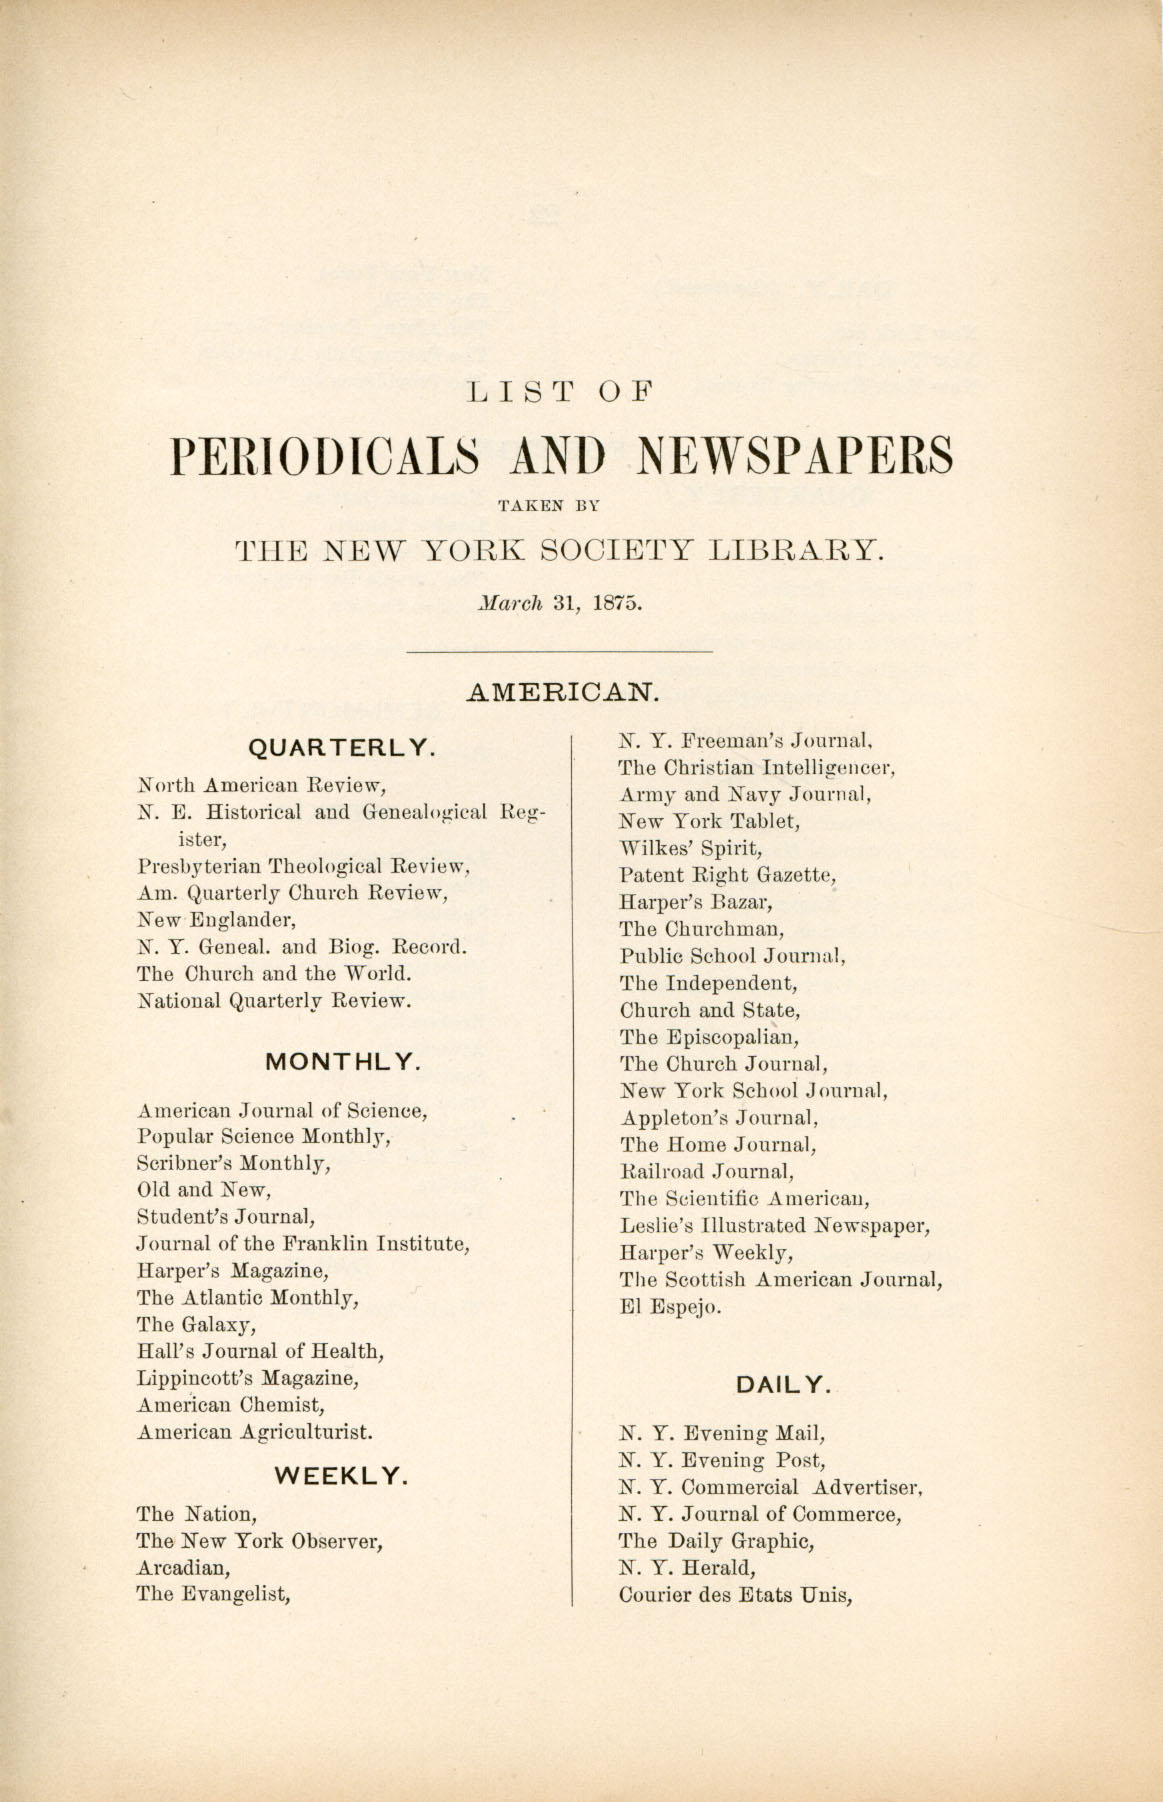 LIST OF
PERIODICALS AND NEWSPAPERS
TAKEN BY
THE NEW YORK SOCIETY LIBRARY.
March 31, 1875.
AMERICAN.
QUARTERLY.
North American Review,
N. E. Historical and Genealogical Reg-
ister,
Presbyterian Theological Review,
Am. Quarterly Church Review,
New Englander,
N. Y. Geneal. and Biog. Record.
The Church and the World.
National Quarterly Review.
MONTHLY.
American Journal of Science,
Popular Science Monthly,
Scribner's Monthly,
Old and New,
Student's Journal,
Journal of the Franklin Institute,
Harper's Magazine,
The Atlantic Monthly,
The Galaxy,
Hall's Journal of Health,
Lippincott's Magazine,
American Chemist,
American Agriculturist.
WEEKLY.
The Nation,
The New York Observer,
Arcadian,
The Evangelist,
N. Y. Freeman's Journal,
The Christian Intelligencer,
Army and Navy Journal,
New York Tablet,
Wilkes' Spirit,
Patent Right Gazette,
Harper's Bazar,
The Churchman,
Public School Journal,
The Independent,
Church and State,
The Episcopalian,
The Church Journal,
New York School Journal,
Appleton's Journal,
The Home Journal,
Railroad Journal,
The Scientific American,
Leslie's Illustrated Newspaper,
Harper's Weekly,
The Scottish American Journal,
El Espejo.
DAILY.
N. Y. Evening Mail,
N. Y. Evening Post,
N. Y. Commercial Advertiser,
N. Y. Journal of Commerce,
The Daily Graphic,
N. Y. Herald,
Courier des Etats Unis,